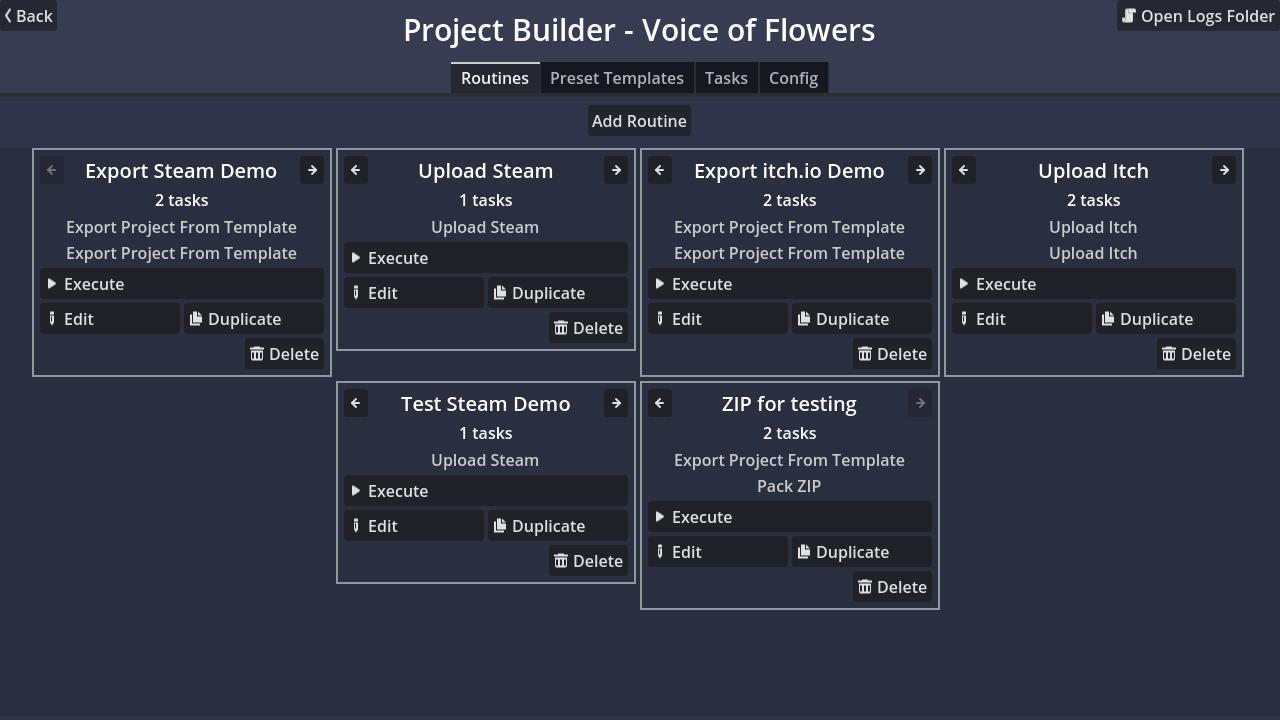 Back
Project Builder - Voice of Flowers
Open Logs Folder
Routines
Preset Templates
Tasks
Config
Add Routine
Export Steam Demo
2 tasks
Export Project From Template
Export Project From Template
Execute
Edit
Duplicate
Delete
Upload Steam
1 tasks
Upload Steam
Execute
Edit
Duplicate
Delete
Export itch.io Demo
2 tasks
Export Project From Template
Export Project From Template
Execute
Edit
Duplicate
Delete
Upload Itch
2 tasks
Upload Itch
Upload Itch
Execute
Edit
Duplicate
Delete
Test Steam Demo
1 tasks
Upload Steam
Execute
Edit
Duplicate
Delete
ZIP for testing
2 tasks
Export Project From Template
Pack ZIP
Execute
Edit
Duplicate
Delete